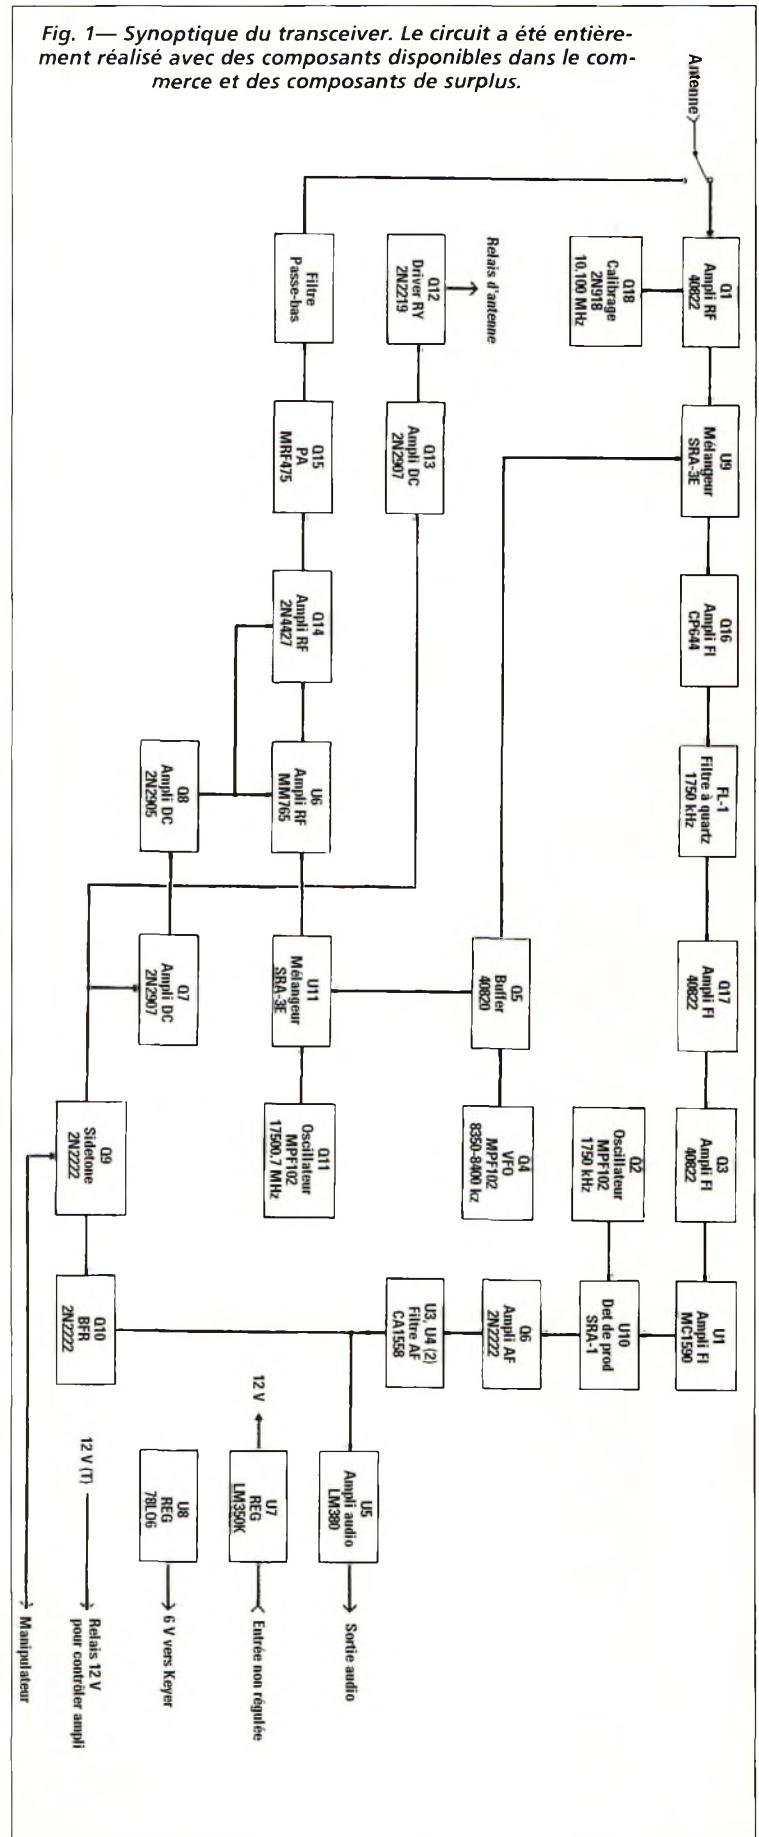 Fig. 1— Synoptique du transceiver. Le circuit a été entière-
ment réalisé avec des composants disponibles dans le com-
merce et des composants de surplus.
Antenne
Q1
Ampli RF
40822
U9
Mélangeur
SRA-3E
Q16
Ampli FI
CP644
FL-1
Filtre à quartz
1750 kHz
Q17
Ampli FI
40822
Q3
Ampli FI
40822
U1
Ampli FI
MC1590
Q18
Calibrage
2N918
10.100 MHz
Q2
Oscillateur
MPF102
1750 kHz
U10
Det de prod
SRA-1
Relais d'antenne
Q5
Buffer
40820
Q4
VFO
MPF102
8350-8400 kz
Q6
Ampli AF
2N2222
Q12
Driver RY
2N2219
Q13
Ampli DC
2N2907
U3, U4 (2)
Filtre AF
CA1558
Filtre
Passe-bas
Q15
PA
MRF475
Q14
Ampli RF
2N4427
U6
Ampli RF
MM765
U11
Mélangeur
SRA-3E
Q11
Oscillateur
MPF102
17500.7 MHz
U5
Ampli audio
LM380
Sortie audio
12 V
U7
REG
LM350K
Entrée non régulée
Q8
Ampli DC
2N2905
Q7
Ampli DC
2N2907
U8
REG
78L06
6 V vers Keyer
Q9
Sidetone
2N2222
Q10
BFR
2N2222
12 V (T)
Relais 12 V
pour contrôler ampli
Manipulateur